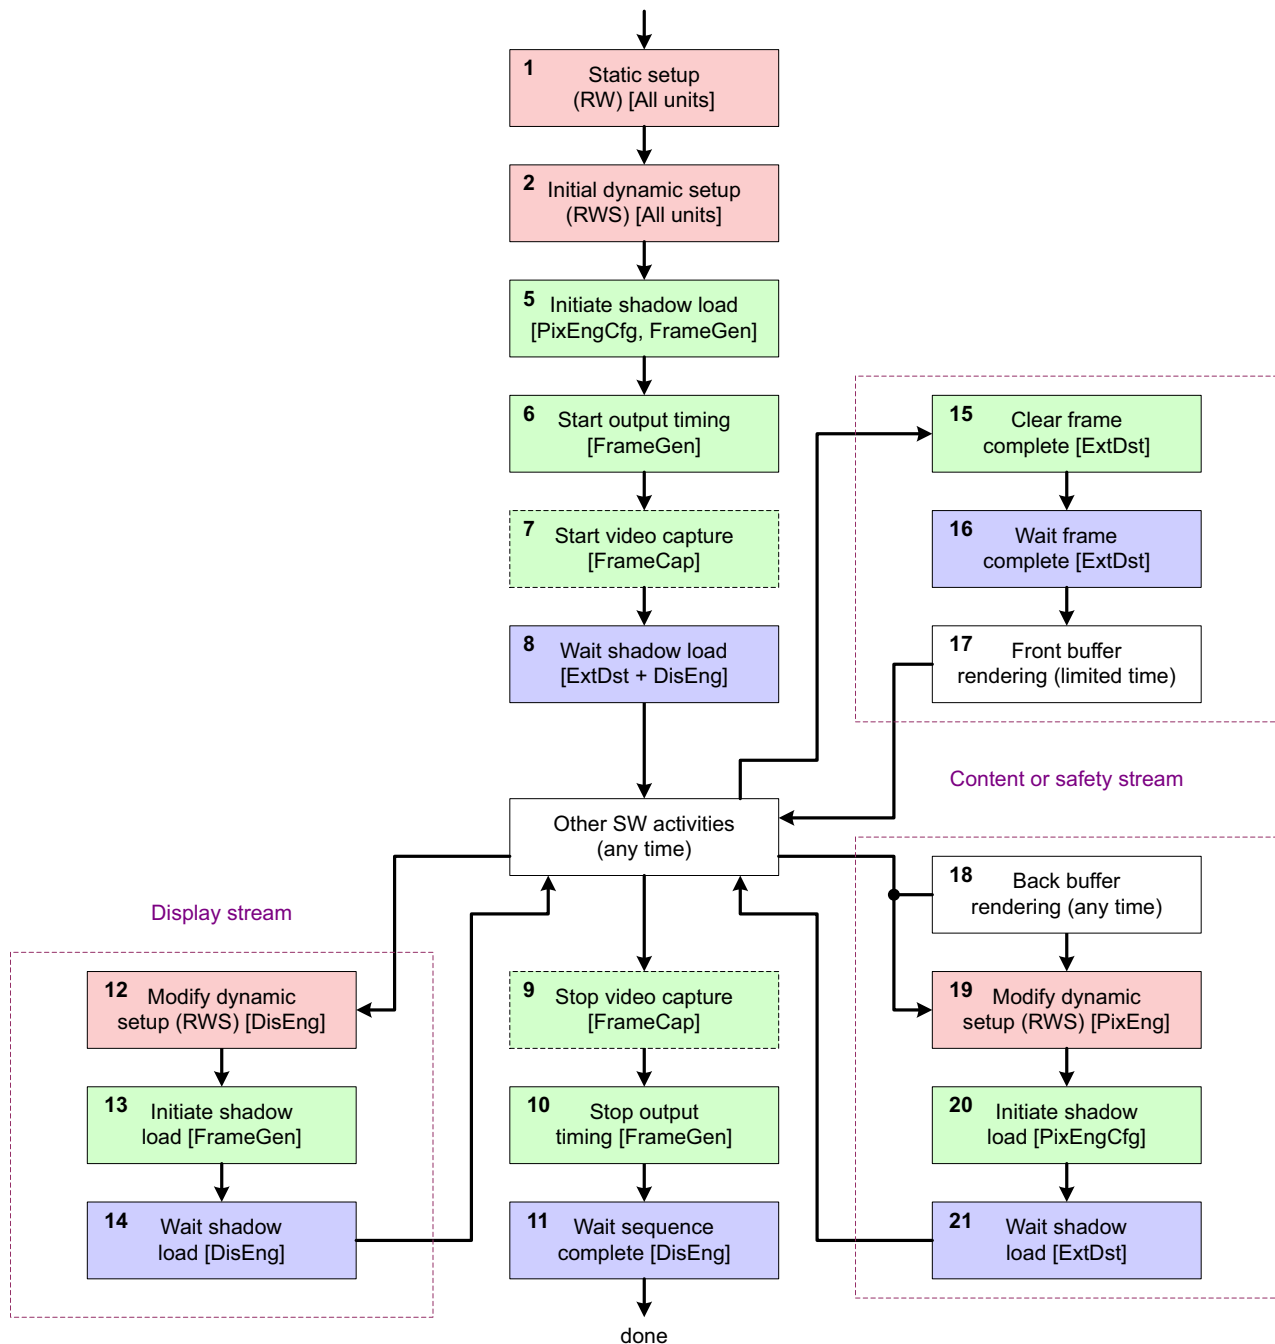 1
Static setup
(RW) [All units]
2
Initial dynamic setup
(RWS) [All units]
5
Initiate shadow load
[PixEngCfg, FrameGen]
6
Start output timing
[FrameGen]
7
Start video capture
[FrameCap]
8
Wait shadow load
[ExtDst + DisEng]
15
Clear frame
complete [ExtDst]
16
Wait frame
complete [ExtDst]
17
Front buffer
rendering (limited time)
Content or safety stream
Other SW activities
(any time)
Display stream
12
Modify dynamic
setup (RWS) [DisEng]
13
Initiate shadow
load [FrameGen]
14
Wait shadow
load [DisEng]
9
Stop video capture
[FrameCap]
10
Stop output
timing [FrameGen]
11
Wait sequence
complete [DisEng]
done
18
Back buffer
rendering (any time)
19
Modify dynamic
setup (RWS) [PixEng]
20
Initiate shadow
load [PixEngCfg]
21
Wait shadow
load [ExtDst]